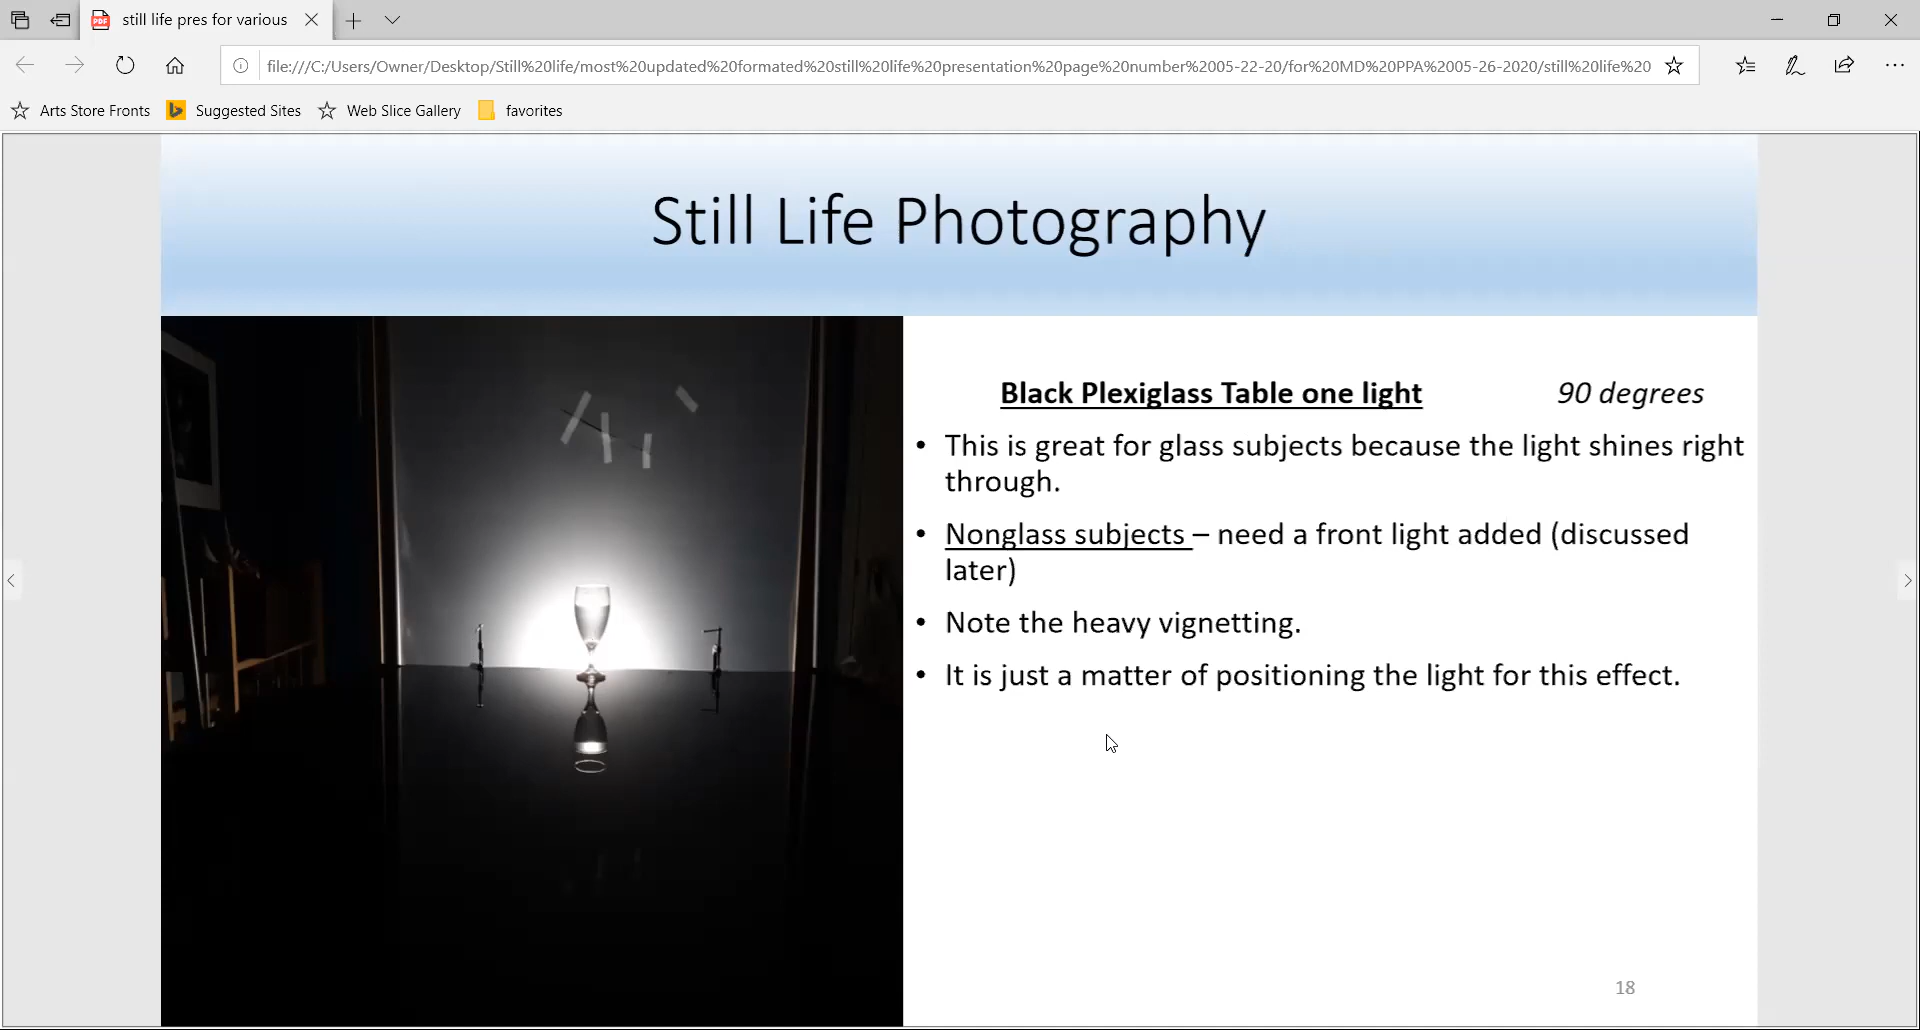 still life pres for various
file:///C:/Users/Owner/Desktop/Still%20life/most%20updated%20formated%20still%20life%20presentation%20page%20number%2005-22-20/for%20MD%20PPA%2005-26-2020/still%20life%20
Arts Store Fronts Suggested Sites Web Slice Gallery favorites
Still Life Photography
Black Plexiglass Table one light 90 degrees
• This is great for glass subjects because the light shines right
through.
• Nonglass subjects – need a front light added (discussed
later)
• Note the heavy vignetting.
• It is just a matter of positioning the light for this effect.
18